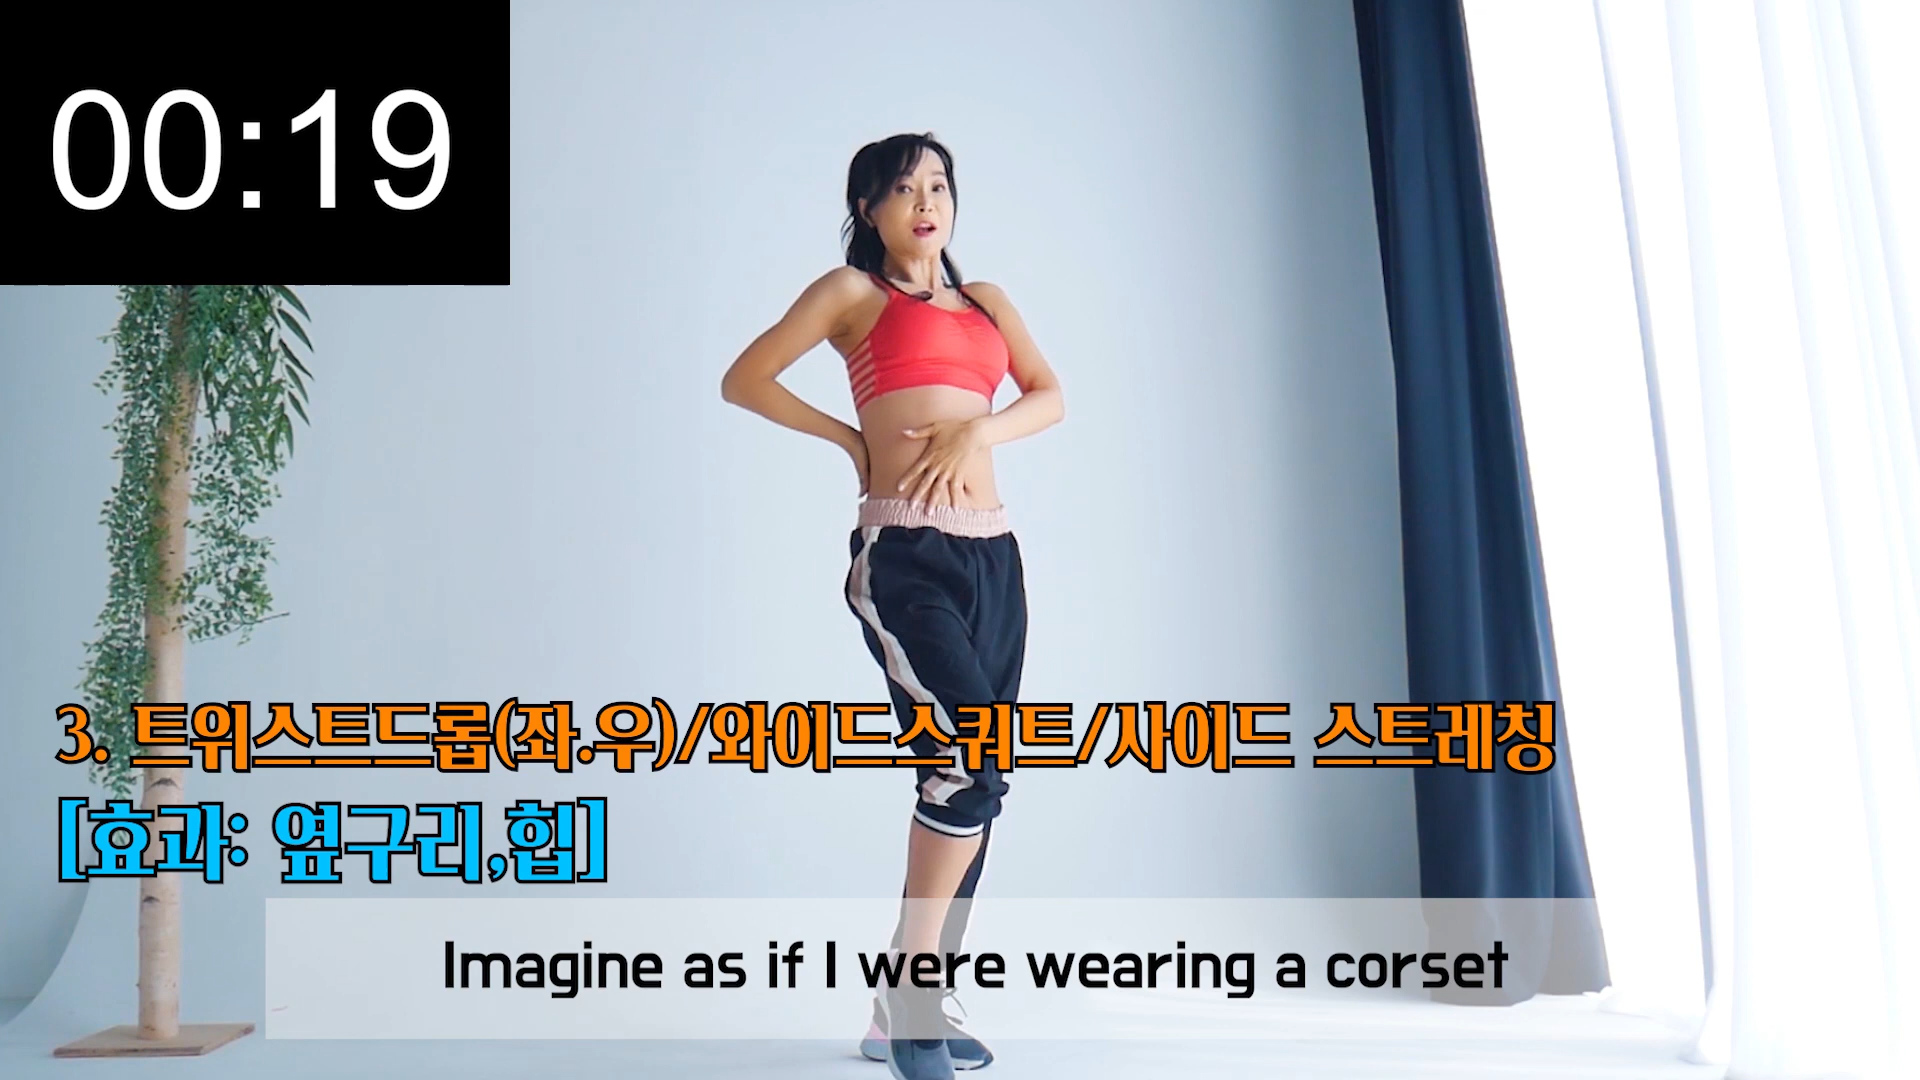 00:19
3. 트위스트드롭(좌.우)/와이드스쿼트/사이드 스트레칭
[효과: 옆구리,힙]
Imagine as if I were wearing a corset